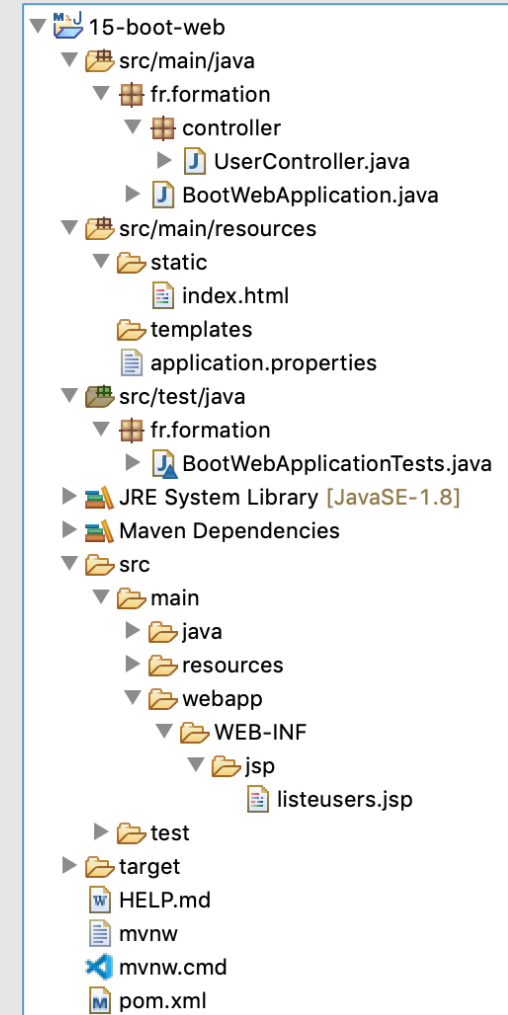 15-boot-web
src/main/java
fr.formation
controller
UserController.java
BootWebApplication.java
src/main/resources
static
index.html
templates
application.properties
src/test/java
fr.formation
BootWebApplicationTests.java
JRE System Library [JavaSE-1.8]
Maven Dependencies
src
main
java
resources
webapp
WEB-INF
jsp
listeusers.jsp
test
target
HELP.md
mvnw
mvnw.cmd
pom.xml